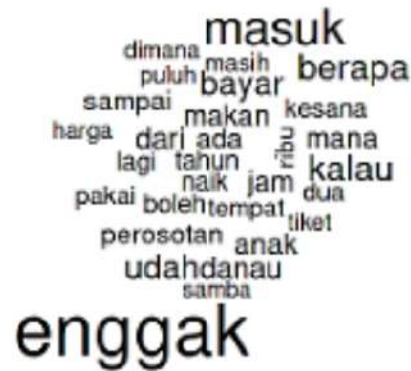 masuk
dimana masih
puluh bayar berapa
sampai makan kesana
harga dari ada ribu mana
lagi tahun kalau
naik jam dua
pakai boleh tempat tiket
perosotan anak
udah danau
samba
enggak